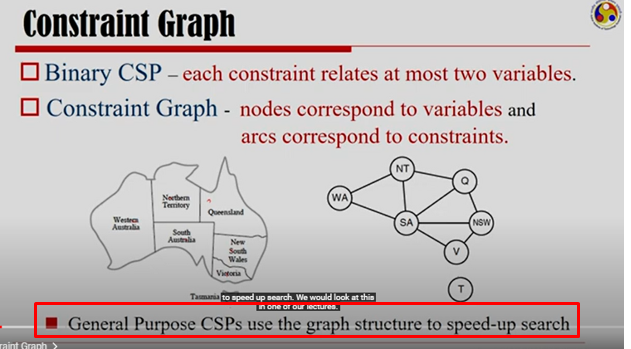 Constraint Graph
Binary CSP – each constraint relates at most two variables.
Constraint Graph - nodes correspond to variables and
arcs correspond to constraints.
Western
Australia
Northern
Territory
Queensland
South
Australia
New
South
Wales
Victoria
Tasmania
WA
NT
Q
SA
NSW
V
T
to speed up search. We would look at this
in one of our lectures.
General Purpose CSPs use the graph structure to speed-up search
raint Graph >